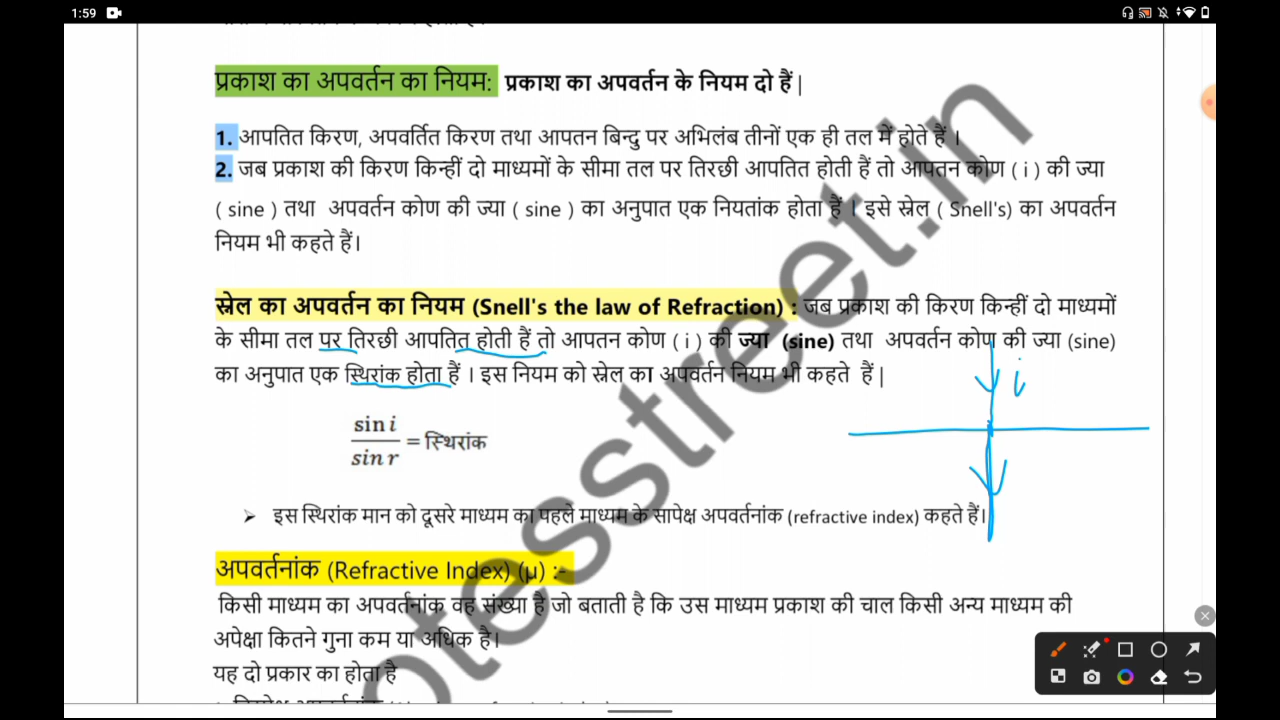 1:59
प्रकाश का अपवर्तन का नियम: प्रकाश का अपवर्तन के नियम दो हैं|
1. आपतित किरण, अपवर्तित किरण तथा आपतन बिन्दु पर अभिलंब तीनों एक ही तल में होते हैं ।
2. जब प्रकाश की किरण किन्हीं दो माध्यमों के सीमा तल पर तिरछी आपतित होती हैं तो आपतन कोण ( i ) की ज्या
( sine ) तथा अपवर्तन कोण की ज्या ( sine ) का अनुपात एक नियतांक होता हैं । इसे स्नेल ( Snell's) का अपवर्तन
नियम भी कहते हैं।
स्नेल का अपवर्तन का नियम (Snell's the law of Refraction) : जब प्रकाश की किरण किन्हीं दो माध्यमों
के सीमा तल पर तिरछी आपतित होती हैं तो आपतन कोण ( i ) की ज्या (sine) तथा अपवर्तन कोण की ज्या (sine)
का अनुपात एक स्थिरांक होता हैं । इस नियम को स्नेल का अपवर्तन नियम भी कहते हैं|
i
sin i
sin r
= स्थिरांक
➢ इस स्थिरांक मान को दूसरे माध्यम का पहले माध्यम के सापेक्ष अपवर्तनांक (refractive index) कहते हैं।
अपवर्तनांक (Refractive Index) (μ) :-
किसी माध्यम का अपवर्तनांक वह संख्या है जो बताती है कि उस माध्यम प्रकाश की चाल किसी अन्य माध्यम की
अपेक्षा कितने गुना कम या अधिक है।
यह दो प्रकार का होता है
otesstreet.in